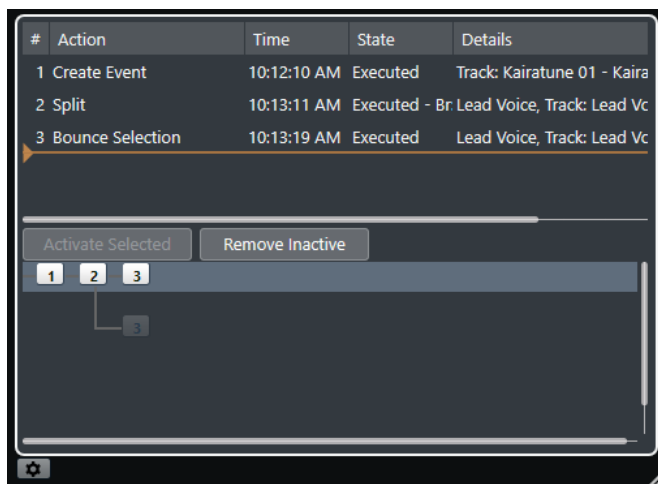 # Action Time State Details
1 Create Event 10:12:10 AM Executed Track: Kairatune 01 - Kaira
2 Split 10:13:11 AM Executed - Br Lead Voice, Track: Lead Vc
3 Bounce Selection 10:13:19 AM Executed Lead Voice, Track: Lead Vc
Activate Selected Remove Inactive
1 2 3
3